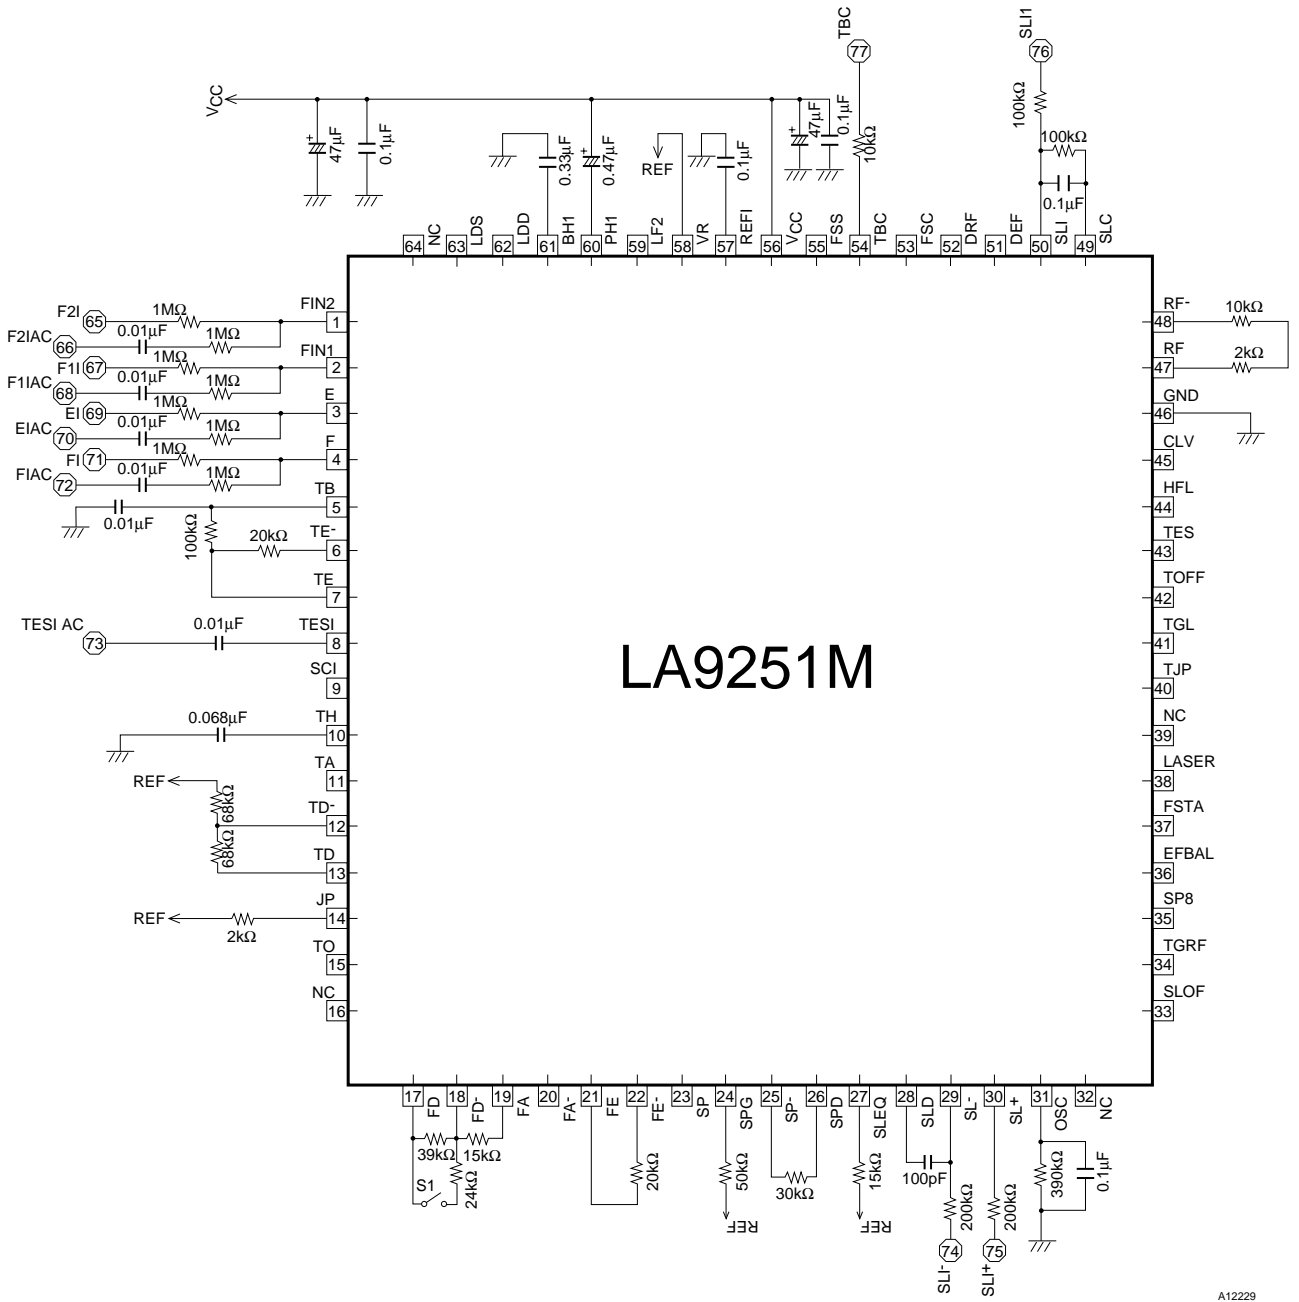 TBC
77
SLI1
76
VCC
47µF
0.1µF
0.33µF
0.47µF
REF
0.1µF
47µF
0.1µF
10kΩ
100kΩ
100kΩ
0.1µF
64 NC
63 LDS
62 LDD
61 BH1
60 PH1
59 LF2
58 VR
57 REFI
56 VCC
55 FSS
54 TBC
53 FSC
52 DRF
51 DEF
50 SLI
49 SLC
F2I 65 1MΩ FIN2 1
F2IAC 66 0.01µF 1MΩ
F1I 67 1MΩ FIN1 2
F1IAC 68 0.01µF 1MΩ
EI 69 1MΩ E 3
EIAC 70 0.01µF 1MΩ
FI 71 1MΩ F 4
FIAC 72 0.01µF 1MΩ
0.01µF TB 5
100kΩ
20kΩ TE- 6
TE 7
TESI AC 73 0.01µF TESI 8
SCI 9
0.068µF TH 10
TA 11
REF 68kΩ
TD- 12
68kΩ
TD 13
REF 2kΩ JP 14
TO 15
NC 16
LA9251M
RF- 48 10kΩ
RF 47 2kΩ
GND 46
CLV 45
HFL 44
TES 43
TOFF 42
TGL 41
TJP 40
NC 39
LASER 38
FSTA 37
EFBAL 36
SP8 35
TGRF 34
SLOF 33
17 FD
18 FD-
19 FA
20 FA-
21 FE
22 FE-
23 SP
24 SPG
25 SP-
26 SPD
27 SLEQ
28 SLD
29 SL-
30 SL+
31 OSC
32 NC
39kΩ
15kΩ
S1
24kΩ
20kΩ
50kΩ
REF
30kΩ
15kΩ
REF
100pF
200kΩ
200kΩ
390kΩ
0.1µF
74
SLI-
75
SLI+
A12229